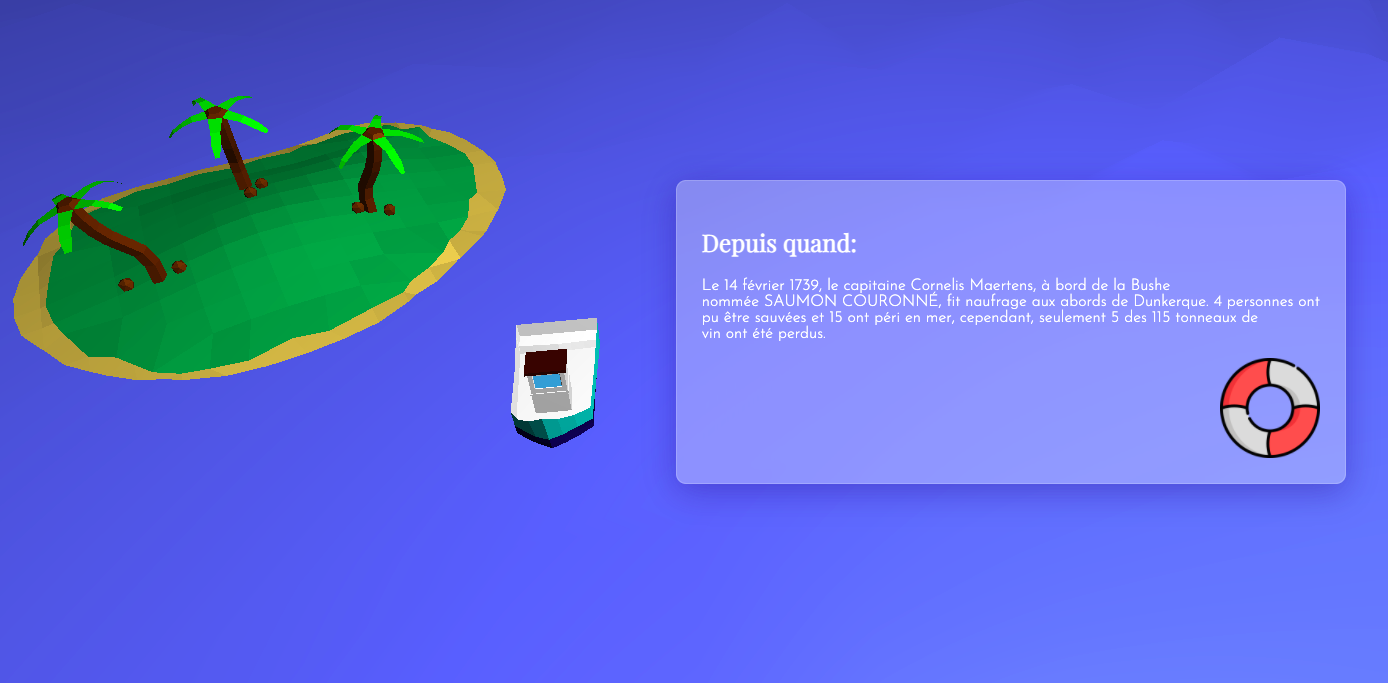 Depuis quand:
Le 14 février 1739, le capitaine Cornelis Maertens, à bord de la Bushe
nommée SAUMON COURONNÉ, fit naufrage aux abords de Dunkerque. 4 personnes ont
pu être sauvées et 15 ont péri en mer, cependant, seulement 5 des 115 tonneaux de
vin ont été perdus.